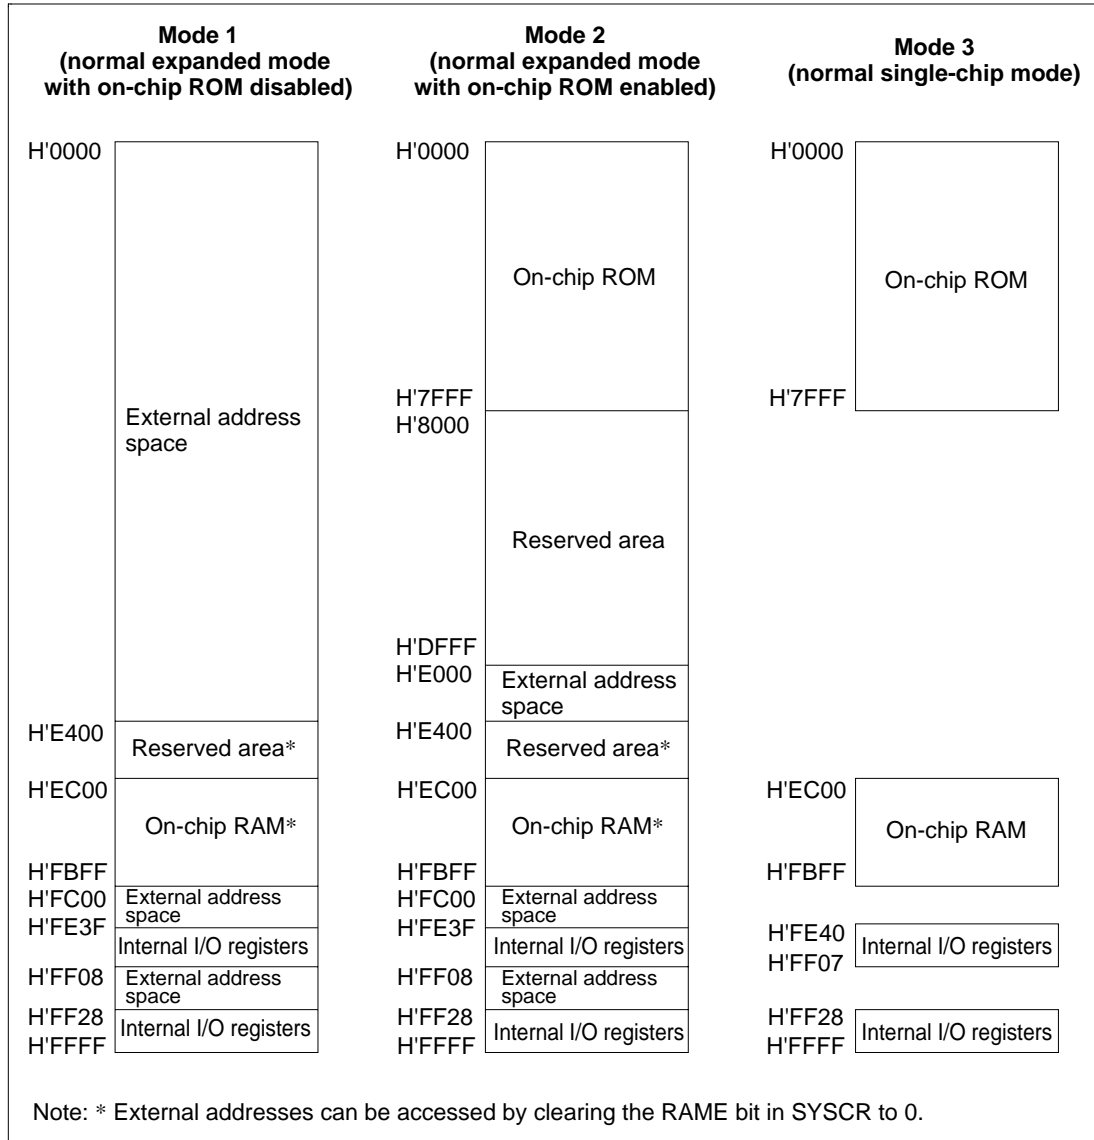 Mode 1
(normal expanded mode
with on-chip ROM disabled)
H'0000
External address
space
H'E400
Reserved area*
H'EC00
On-chip RAM*
H'FBFF
H'FC00
External address
space
H'FE3F
Internal I/O registers
H'FF08
External address
space
H'FF28
Internal I/O registers
H'FFFF
Mode 2
(normal expanded mode
with on-chip ROM enabled)
H'0000
On-chip ROM
H'7FFF
H'8000
Reserved area
H'DFFF
H'E000
External address
space
H'E400
Reserved area*
H'EC00
On-chip RAM*
H'FBFF
H'FC00
External address
space
H'FE3F
Internal I/O registers
H'FF08
External address
space
H'FF28
Internal I/O registers
H'FFFF
Mode 3
(normal single-chip mode)
H'0000
On-chip ROM
H'7FFF
H'EC00
On-chip RAM
H'FBFF
H'FE40
Internal I/O registers
H'FF07
H'FF28
Internal I/O registers
H'FFFF
Note: * External addresses can be accessed by clearing the RAME bit in SYSCR to 0.